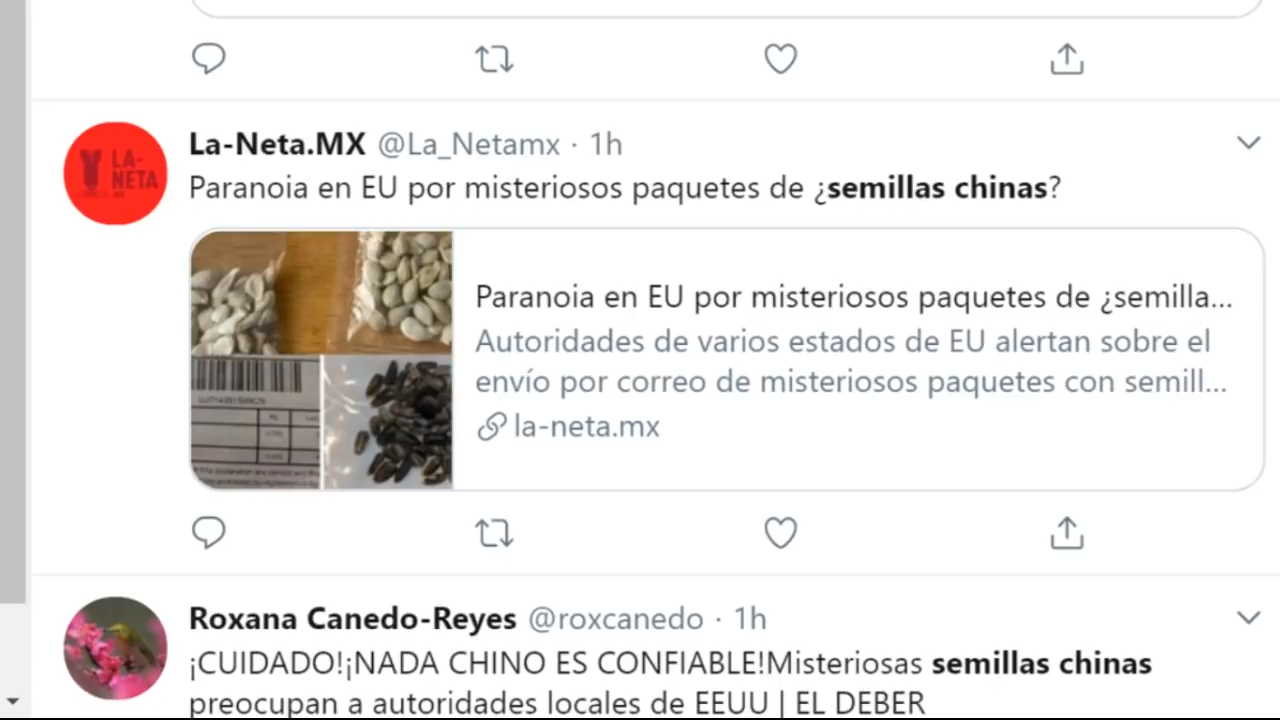 La-Neta.MX @La_Netamx · 1h
Paranoia en EU por misteriosos paquetes de ¿semillas chinas?
LA-
NETA
Paranoia en EU por misteriosos paquetes de ¿semilla...
Autoridades de varios estados de EU alertan sobre el
envío por correo de misteriosos paquetes con semill...
la-neta.mx
Roxana Canedo-Reyes @roxcanedo · 1h
¡CUIDADO!¡NADA CHINO ES CONFIABLE!Misteriosas semillas chinas
preocupan a autoridades locales de EEUU | EL DEBER